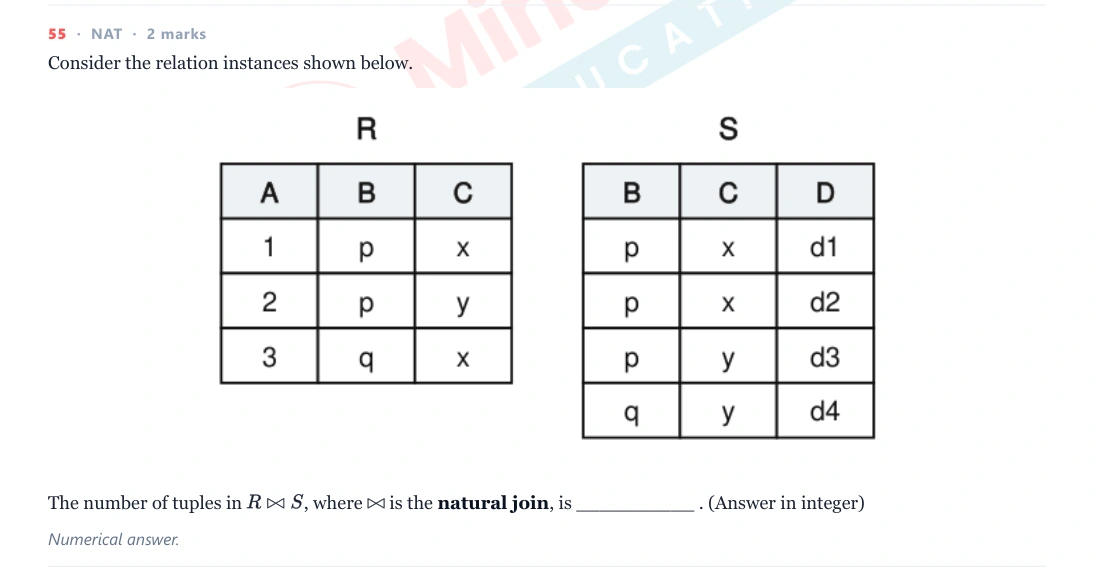 55 · NAT · 2 marks
Consider the relation instances shown below.
R
A B C
1 p x
2 p y
3 q x
S
B C D
p x d1
p x d2
p y d3
q y d4
The number of tuples in R ⋈ S, where ⋈ is the natural join, is __________ . (Answer in integer)
Numerical answer.